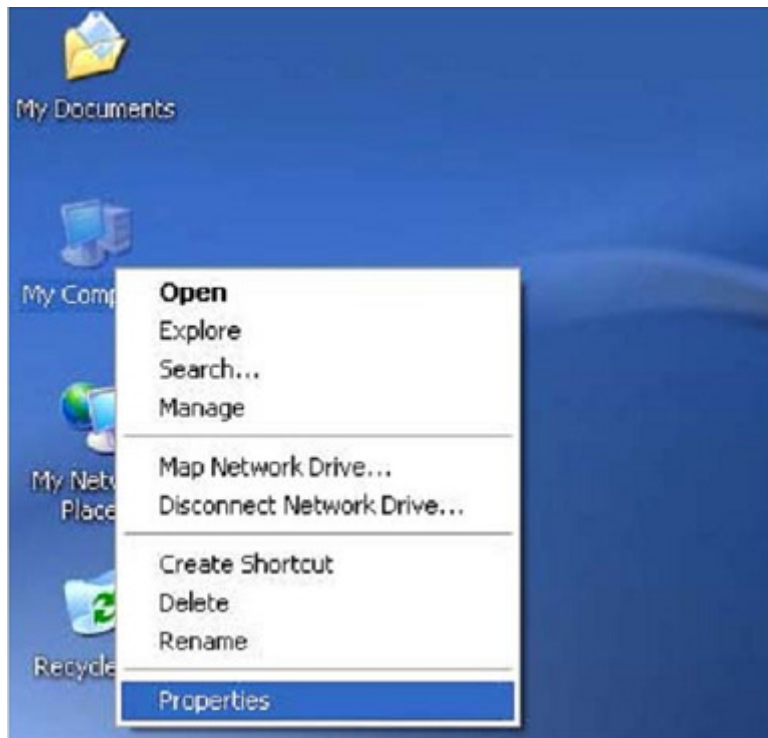 My Documents
My Comp
Open
Explore
Search...
Manage
My Netw
Place
Map Network Drive...
Disconnect Network Drive...
Create Shortcut
Delete
Rename
Recycle
Properties